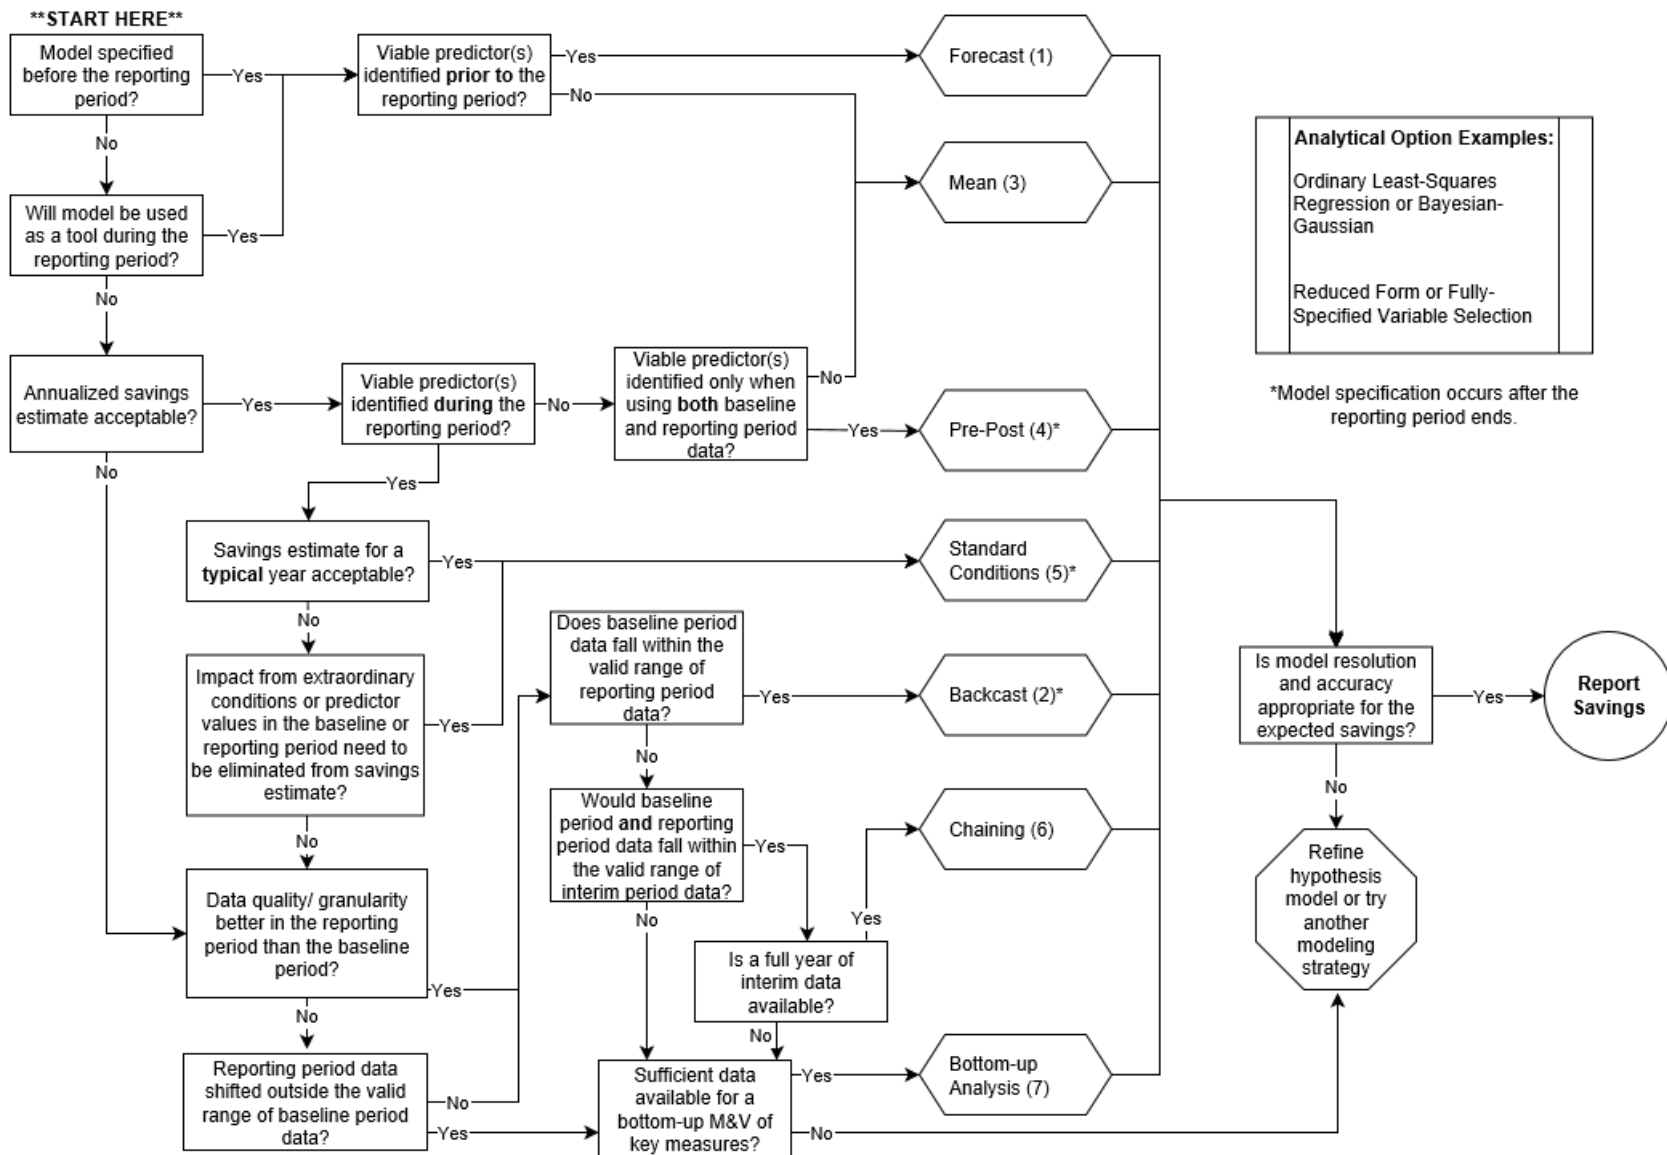 **START HERE**
Model specified
before the reporting
period?
Yes
No
Viable predictor(s)
identified prior to the
reporting period?
Yes
No
Forecast (1)
Mean (3)
Will model be used
as a tool during the
reporting period?
Yes
No
Analytical Option Examples:
Ordinary Least-Squares
Regression or Bayesian-
Gaussian
Reduced Form or Fully-
Specified Variable Selection
*Model specification occurs after the
reporting period ends.
Annualized savings
estimate acceptable?
Yes
No
Viable predictor(s)
identified during the
reporting period?
No
Yes
Viable predictor(s)
identified only when
using both baseline
and reporting period
data?
No
Yes
Pre-Post (4)*
Savings estimate for a
typical year acceptable?
Yes
No
Standard
Conditions (5)*
Impact from extraordinary
conditions or predictor
values in the baseline or
reporting period need to
be eliminated from savings
estimate?
Yes
No
Does baseline period
data fall within the
valid range of
reporting period
data?
Yes
No
Backcast (2)*
Is model resolution
and accuracy
appropriate for the
expected savings?
Yes
No
Report
Savings
Would baseline
period and reporting
period data fall within
the valid range of
interim period data?
Yes
No
Chaining (6)
Refine
hypothesis
model or try
another
modeling
strategy
Data quality/ granularity
better in the reporting
period than the baseline
period?
Yes
No
Is a full year of
interim data
available?
Yes
No
Reporting period data
shifted outside the valid
range of baseline period
data?
No
Yes
Sufficient data
available for a
bottom-up M&V of
key measures?
Yes
No
Bottom-up
Analysis (7)